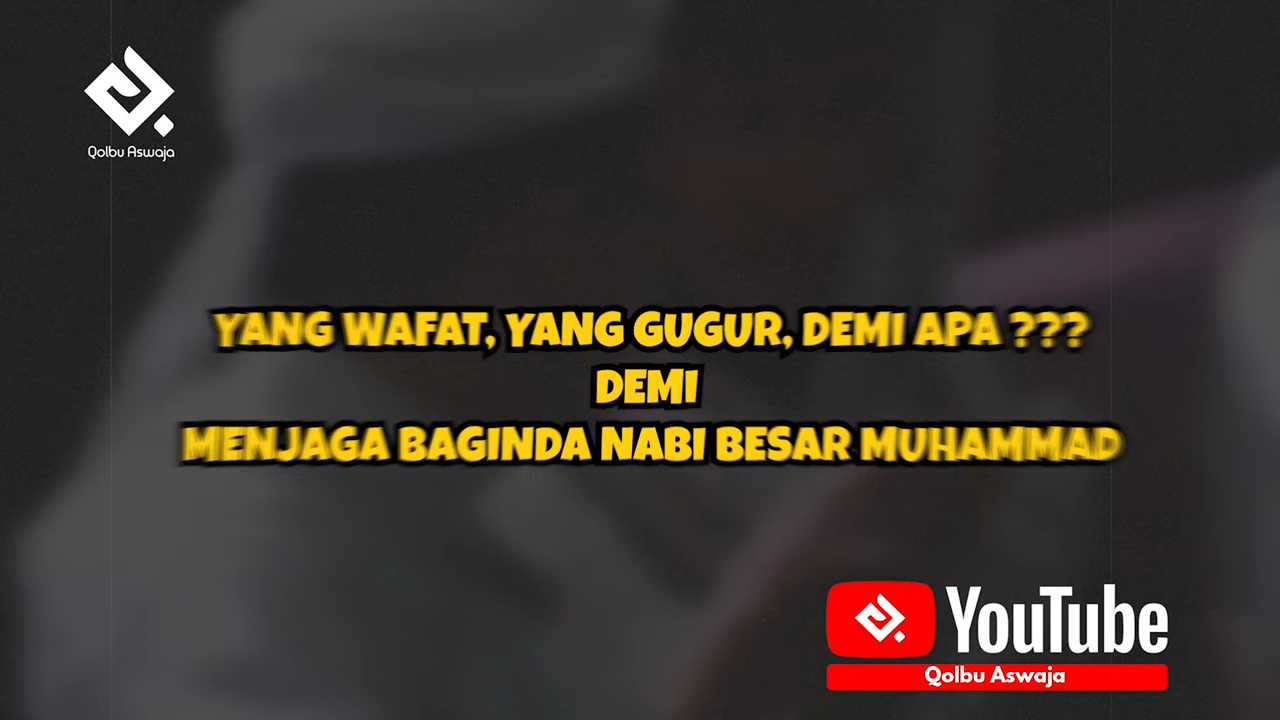 Qolbu Aswaja
YANG WAFAT, YANG GUGUR, DEMI APA ???
DEMI
MENJAGA BAGINDA NABI BESAR MUHAMMAD
YouTube
Qolbu Aswaja